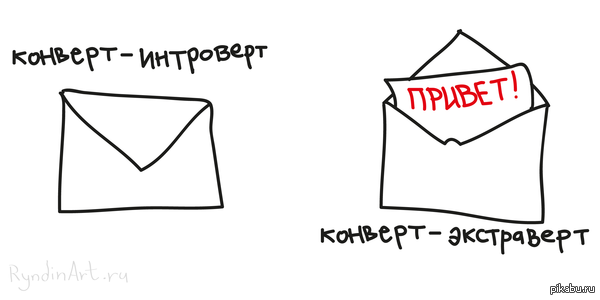 конверт-интроверт
ПРИВЕТ!
конверт-экстраверт
RyndinArt.ru
pikabu.ru